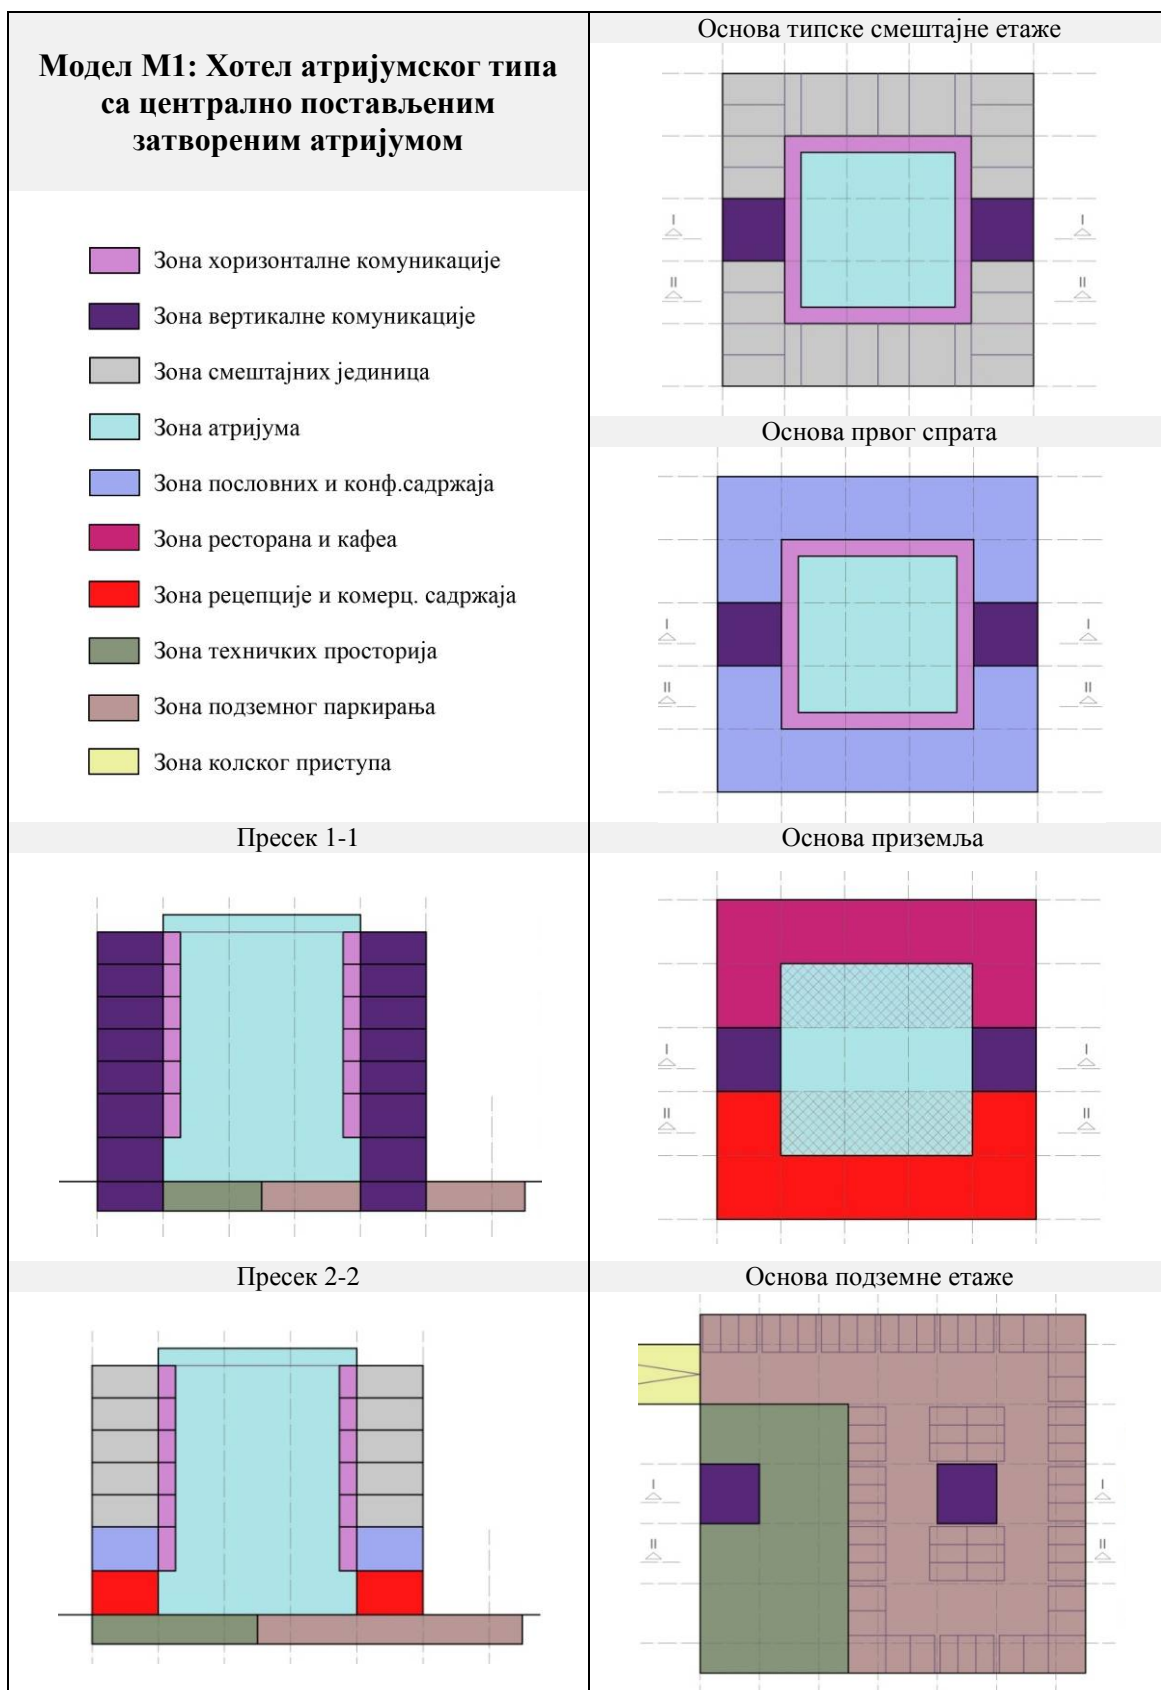 Модел М1: Хотел атријумског типа
са централно постављеним
затвореним атријумом
Зона хоризонталне комуникације
Зона вертикалне комуникације
Зона смештајних јединица
Зона атријума
Зона пословних и конф.садржаја
Зона ресторана и кафеа
Зона рецепције и комерц. садржаја
Зона техничких просторија
Зона подземног паркирања
Зона колског приступа
Основа типске смештајне етаже
I
I
II
II
Основа првог спрата
I
I
II
II
Пресек 1-1
Основа приземља
I
I
II
II
Пресек 2-2
Основа подземне етаже
I
I
II
II